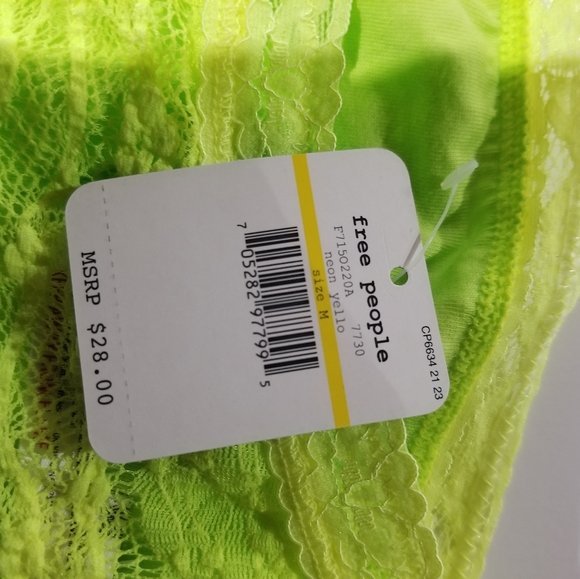 CP6634 21 23
free people
F715O220A 7730
neon yello
size M
7 05282 97799 5
MSRP $28.00